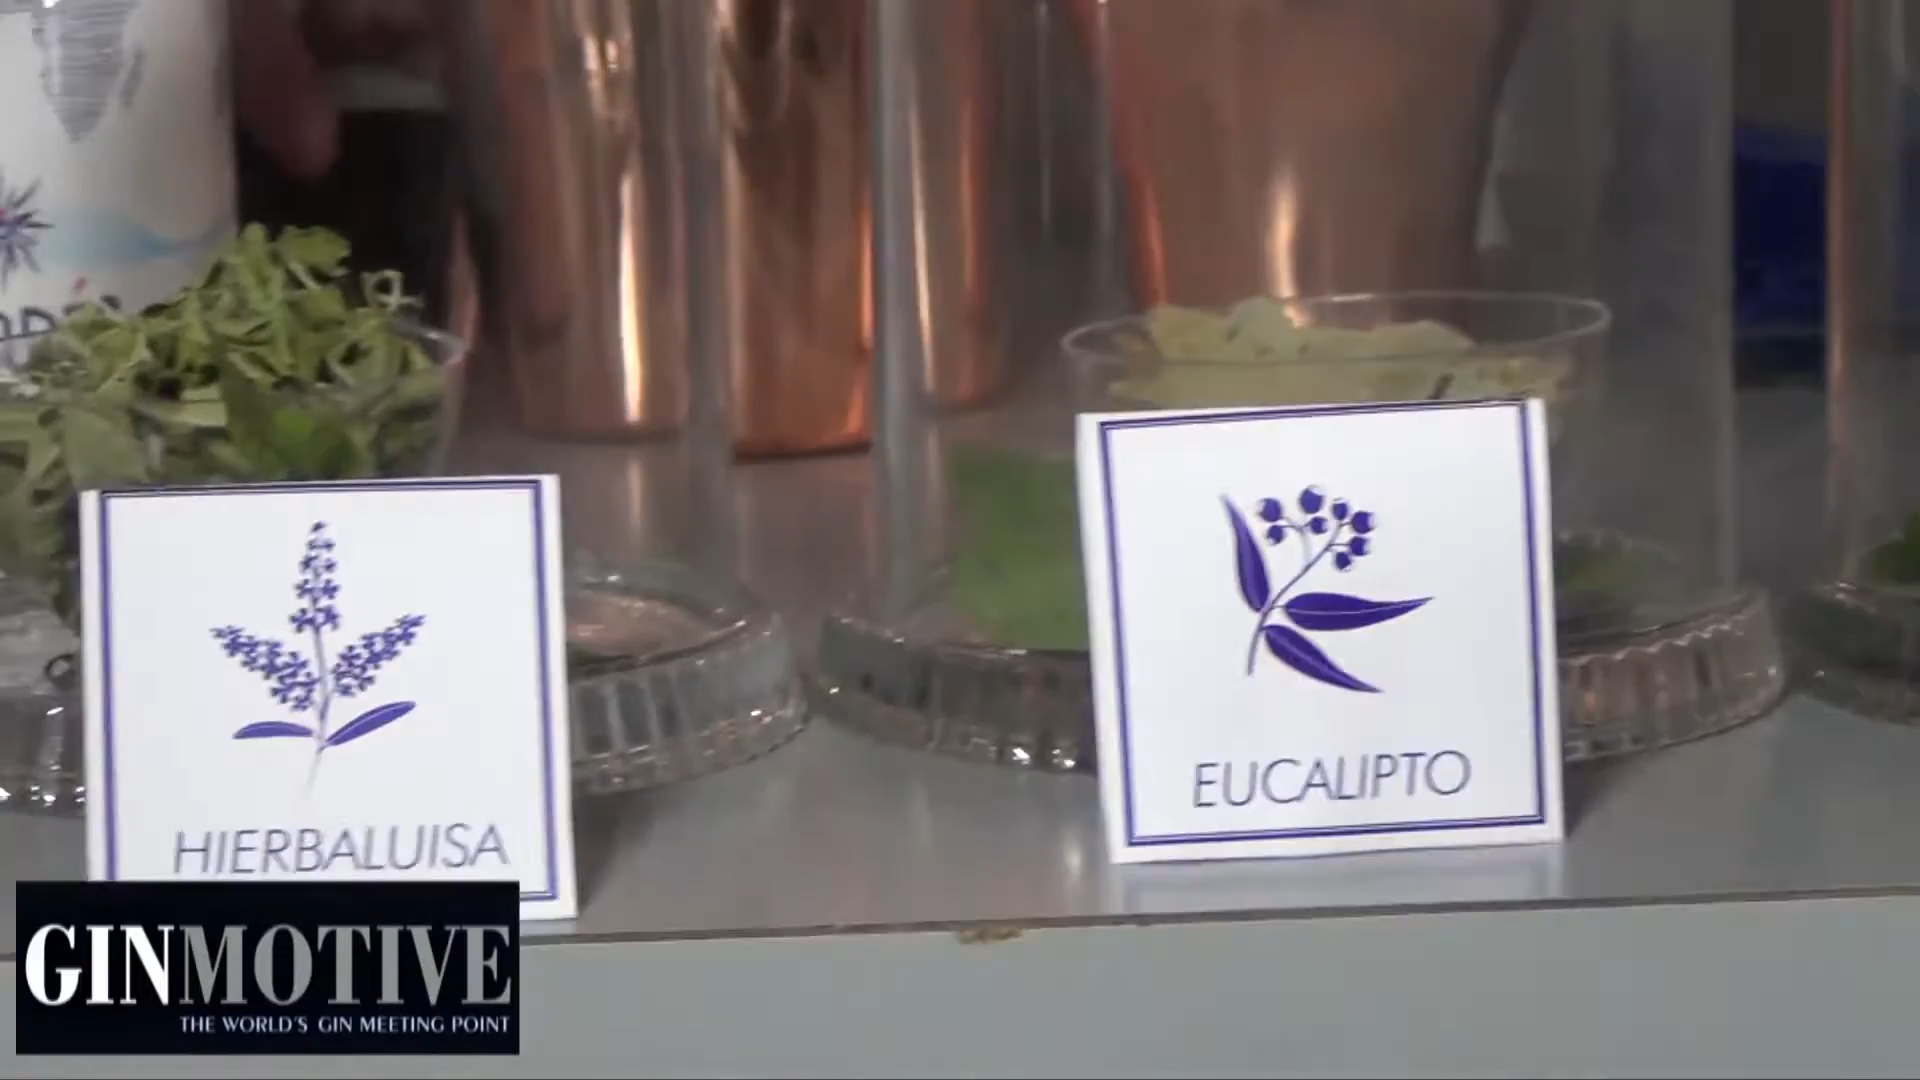 HIERBALUISA
EUCALIPTO
GINMOTIVE
THE WORLD'S GIN MEETING POINT